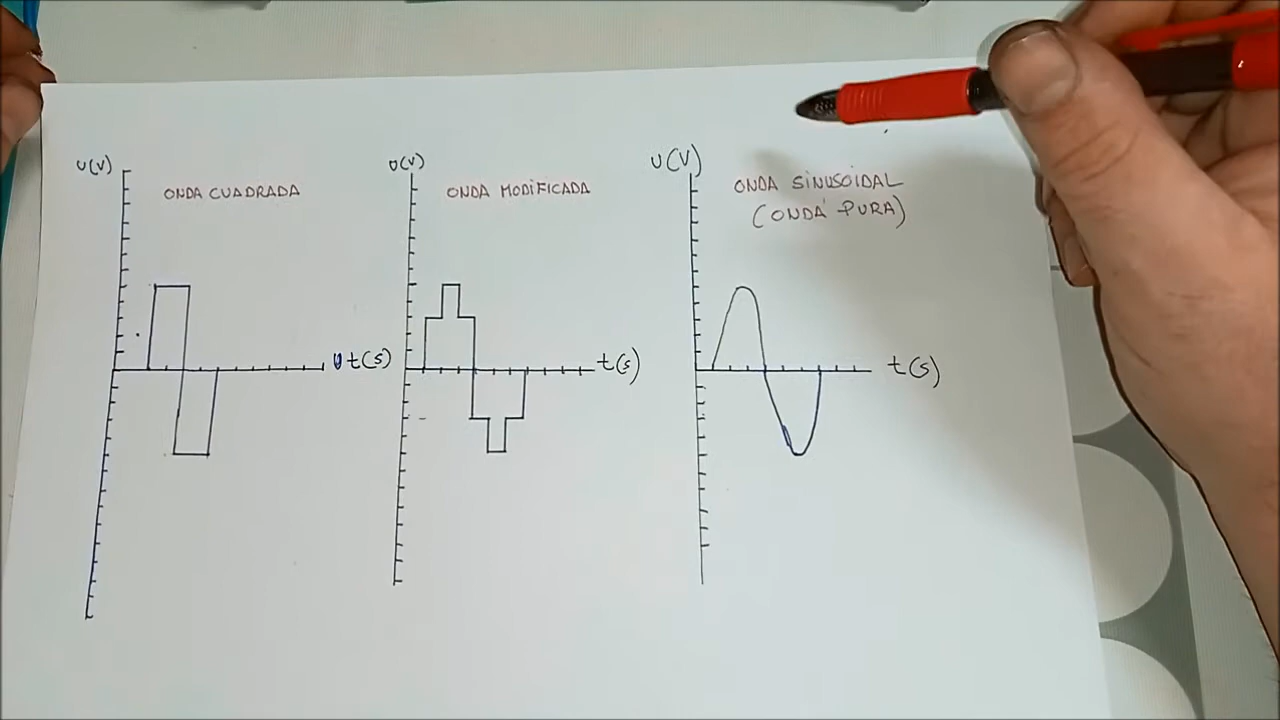 U(V)
ONDA CUADRADA
t(s)
U(V)
ONDA MODIFICADA
t(s)
U(V)
ONDA SINUSOIDAL
(ONDA PURA)
t(s)